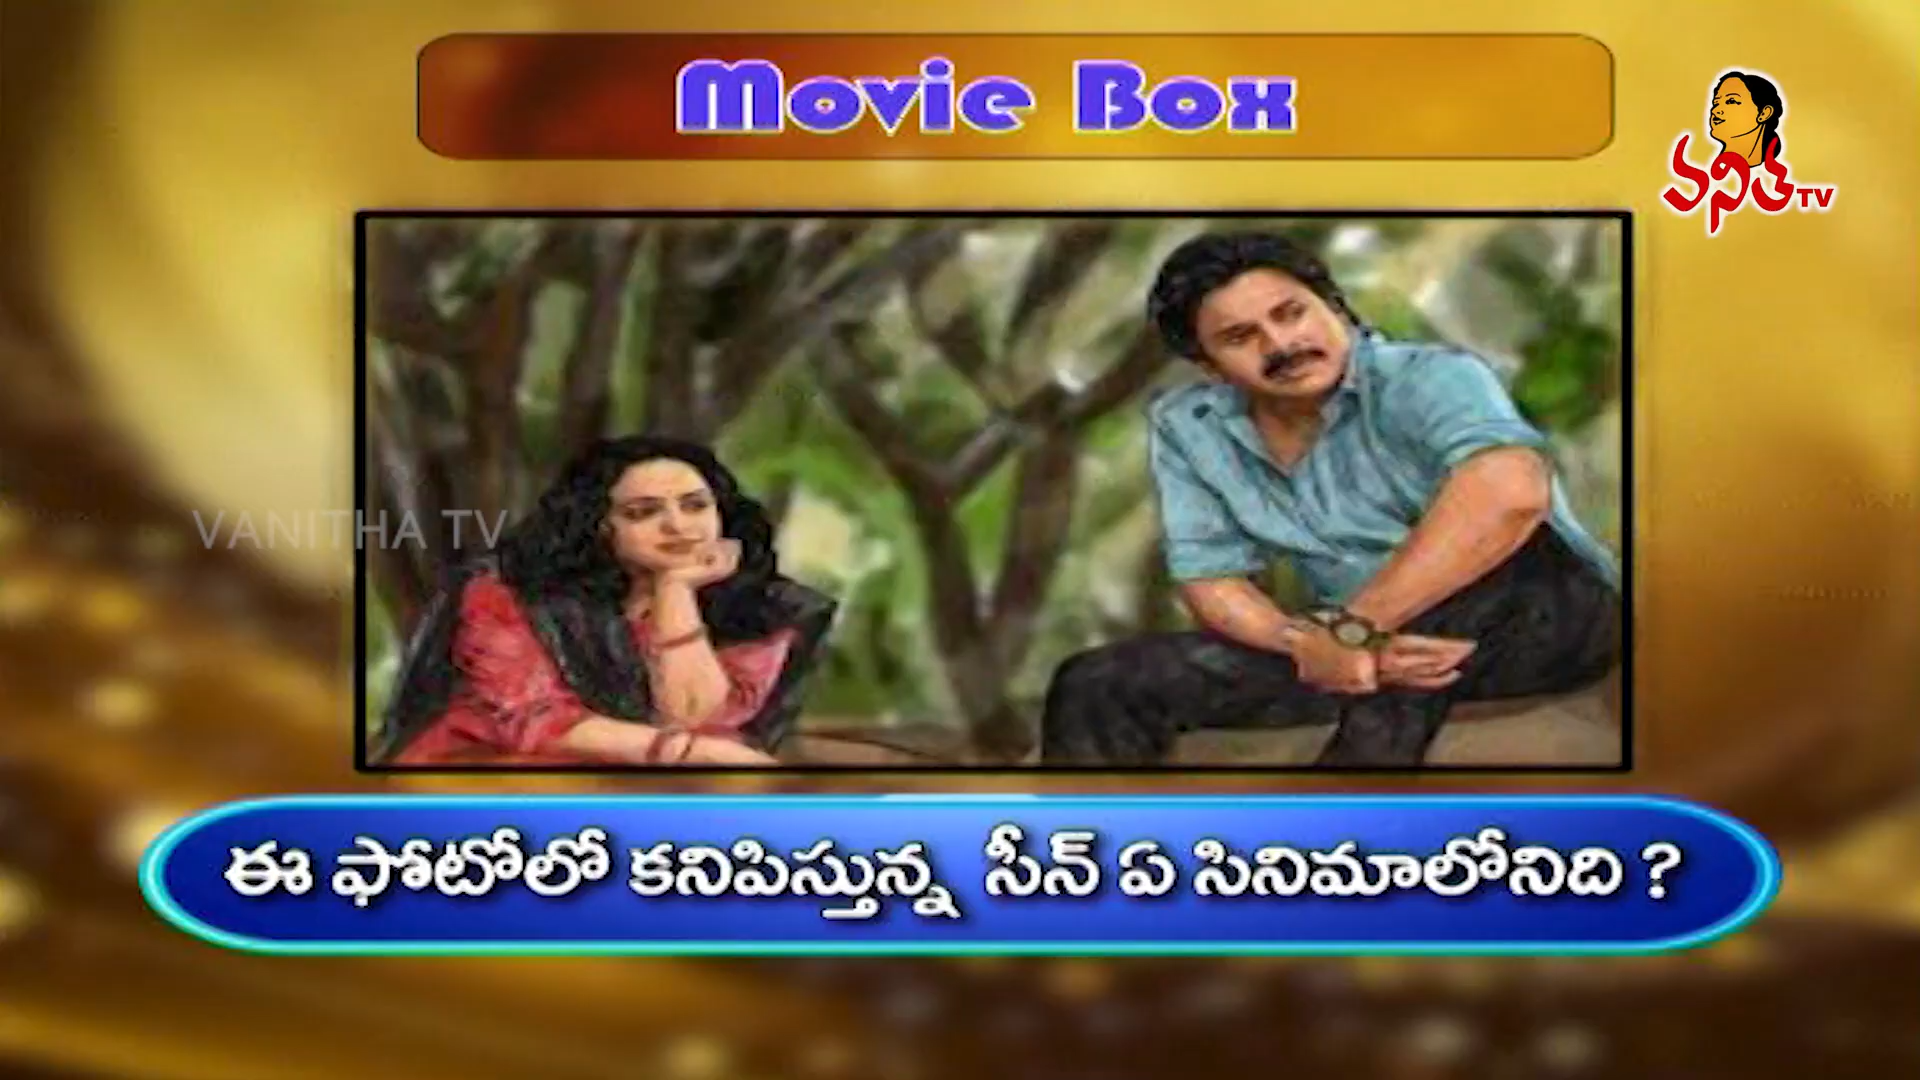 Movie Box
వనిత TV
VANITHA TV
ఈ ఫోటోలో కనిపిస్తున్న సీన్ ఏ సినిమాలోనిది ?